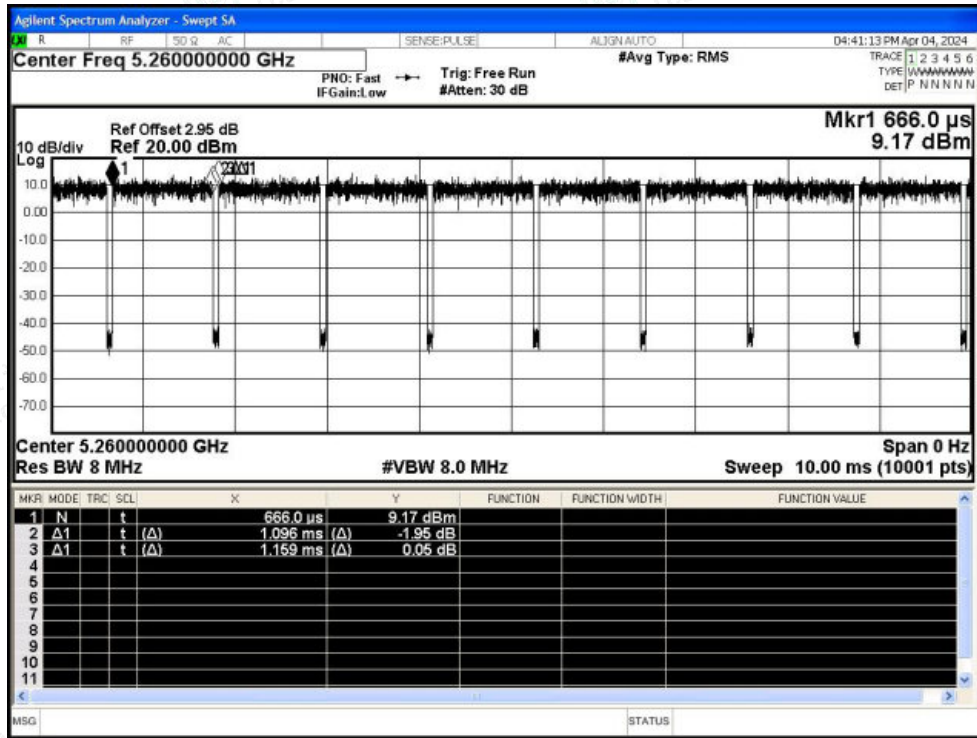 Agilent Spectrum Analyzer - Swept SA
LXI R RF 50 Ω AC SENSE:PULSE ALIGN AUTO 04:41:13 PM Apr 04, 2024
Center Freq 5.260000000 GHz #Avg Type: RMS TRACE 1 2 3 4 5 6
PNO: Fast Trig: Free Run TYPE WWWWWW
IFGain:Low #Atten: 30 dB DET P N N N N N
Mkr1 666.0 µs
Ref Offset 2.95 dB
10 dB/div Ref 20.00 dBm 9.17 dBm
Log
1
10.0
0.00
-10.0
-20.0
-30.0
-40.0
-50.0
-60.0
-70.0
Center 5.260000000 GHz Span 0 Hz
Res BW 8 MHz #VBW 8.0 MHz Sweep 10.00 ms (10001 pts)
MKR MODE TRC SCL X Y FUNCTION FUNCTION WIDTH FUNCTION VALUE
1 N t 666.0 µs 9.17 dBm
2 Δ1 t (Δ) 1.096 ms (Δ) -1.95 dB
3 Δ1 t (Δ) 1.159 ms (Δ) 0.05 dB
4
5
6
7
8
9
10
11
MSG STATUS